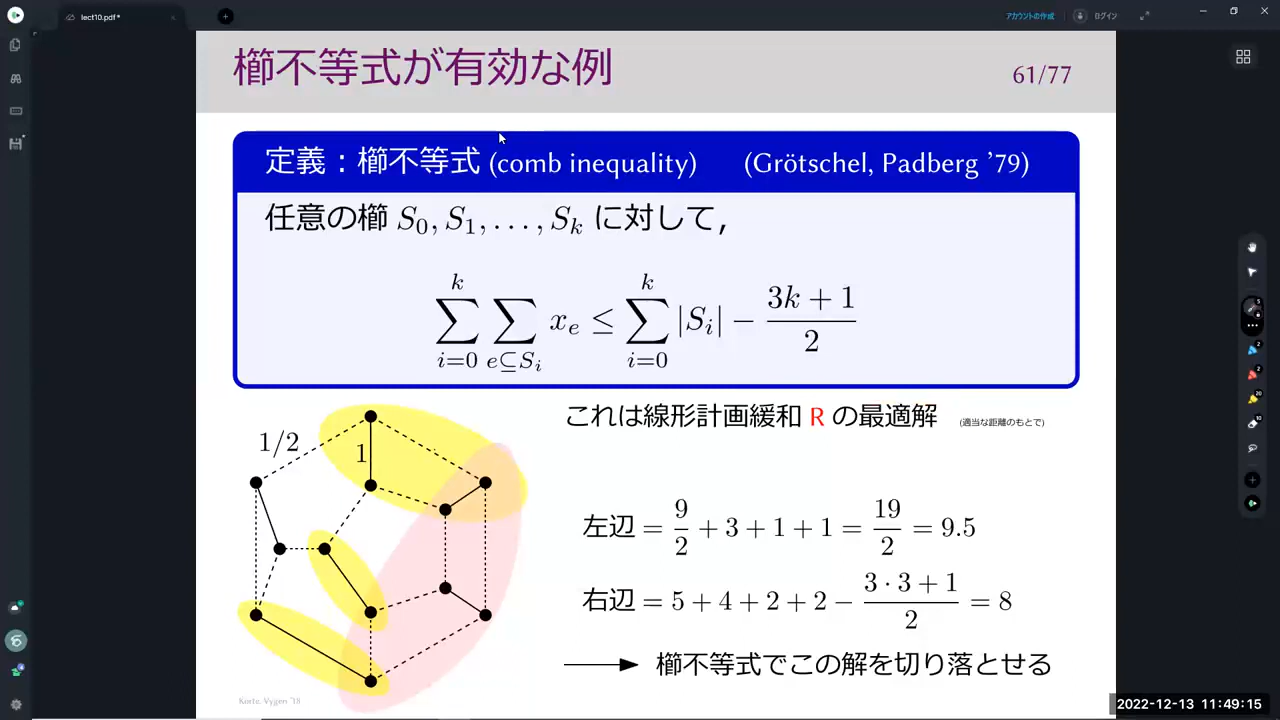 lect10.pdf*
アカウントの作成
ログイン
櫛不等式が有効な例
61/77
定義：櫛不等式 (comb inequality) (Grötschel, Padberg ’79)
任意の櫛 S₀, S₁, . . . , Sₖ に対して,
∑_{i=0}^{k} ∑_{e⊆S_i} x_e ≤ ∑_{i=0}^{k} |S_i| − (3k + 1)/2
これは線形計画緩和 R の最適解 (適当な距離のもとで)
1/2
1
左辺 = 9/2 + 3 + 1 + 1 = 19/2 = 9.5
右辺 = 5 + 4 + 2 + 2 − (3 · 3 + 1)/2 = 8
櫛不等式でこの解を切り落とせる
Korte, Vygen ’18
2022-12-13 11:49:15